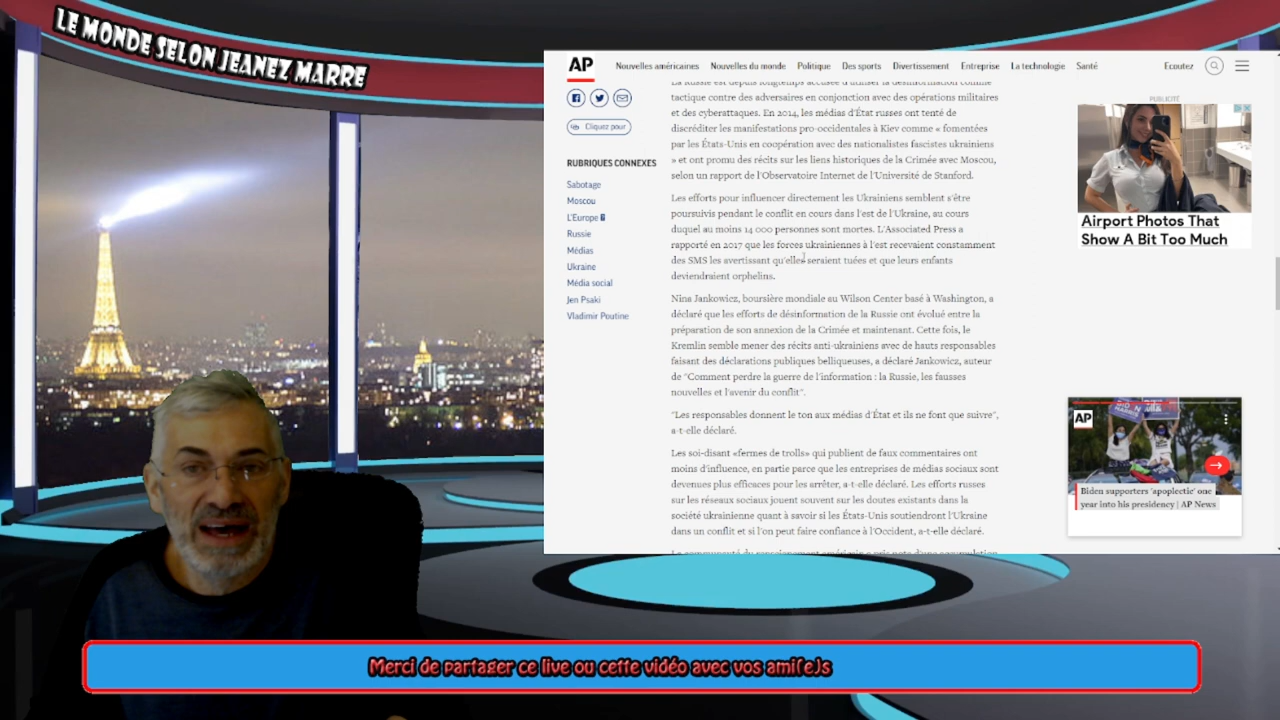 LE MONDE SELON JEANEZ MARRE
AP
Nouvelles américaines
Nouvelles du monde
Politique
Des sports
Divertissement
Entreprise
La technologie
Santé
Ecoutez
Cliquez pour
RUBRIQUES CONNEXES
Sabotage
Moscou
L'Europe
Russie
Médias
Ukraine
Média social
Jen Psaki
Vladimir Poutine
La Russie est depuis longtemps accusée d'utiliser la désinformation comme
tactique contre des adversaires en conjonction avec des opérations militaires
et des cyberattaques. En 2014, les médias d'État russes ont tenté de
discréditer les manifestations pro-occidentales à Kiev comme « fomentées
par les États-Unis en coopération avec des nationalistes fascistes ukrainiens
» et ont promu des récits sur les liens historiques de la Crimée avec Moscou,
selon un rapport de l'Observatoire Internet de l'Université de Stanford.
Les efforts pour influencer directement les Ukrainiens semblent s'être
poursuivis pendant le conflit en cours dans l'est de l'Ukraine, au cours
duquel au moins 14 000 personnes sont mortes. L'Associated Press a
rapporté en 2017 que les forces ukrainiennes à l'est recevaient constamment
des SMS les avertissant qu'elles seraient tuées et que leurs enfants
deviendraient orphelins.
Nina Jankowicz, boursière mondiale au Wilson Center basé à Washington, a
déclaré que les efforts de désinformation de la Russie ont évolué entre la
préparation de son annexion de la Crimée et maintenant. Cette fois, le
Kremlin semble mener des récits anti-ukrainiens avec de hauts responsables
faisant des déclarations publiques belliqueuses, a déclaré Jankowicz, auteur
de "Comment perdre la guerre de l'information : la Russie, les fausses
nouvelles et l'avenir du conflit".
"Les responsables donnent le ton aux médias d'État et ils ne font que suivre",
a-t-elle déclaré.
Les soi-disant «fermes de trolls» qui publient de faux commentaires ont
moins d'influence, en partie parce que les entreprises de médias sociaux sont
devenues plus efficaces pour les arrêter, a-t-elle déclaré. Les efforts russes
sur les réseaux sociaux jouent souvent sur les doutes existants dans la
société ukrainienne quant à savoir si les États-Unis soutiendront l'Ukraine
dans un conflit et si l'on peut faire confiance à l'Occident, a-t-elle déclaré.
PUBLICITÉ
Airport Photos That
Show A Bit Too Much
AP
Biden supporters 'apoplectic' one
year into his presidency | AP News
Merci de partager ce live ou cette vidéo avec vos ami(e)s